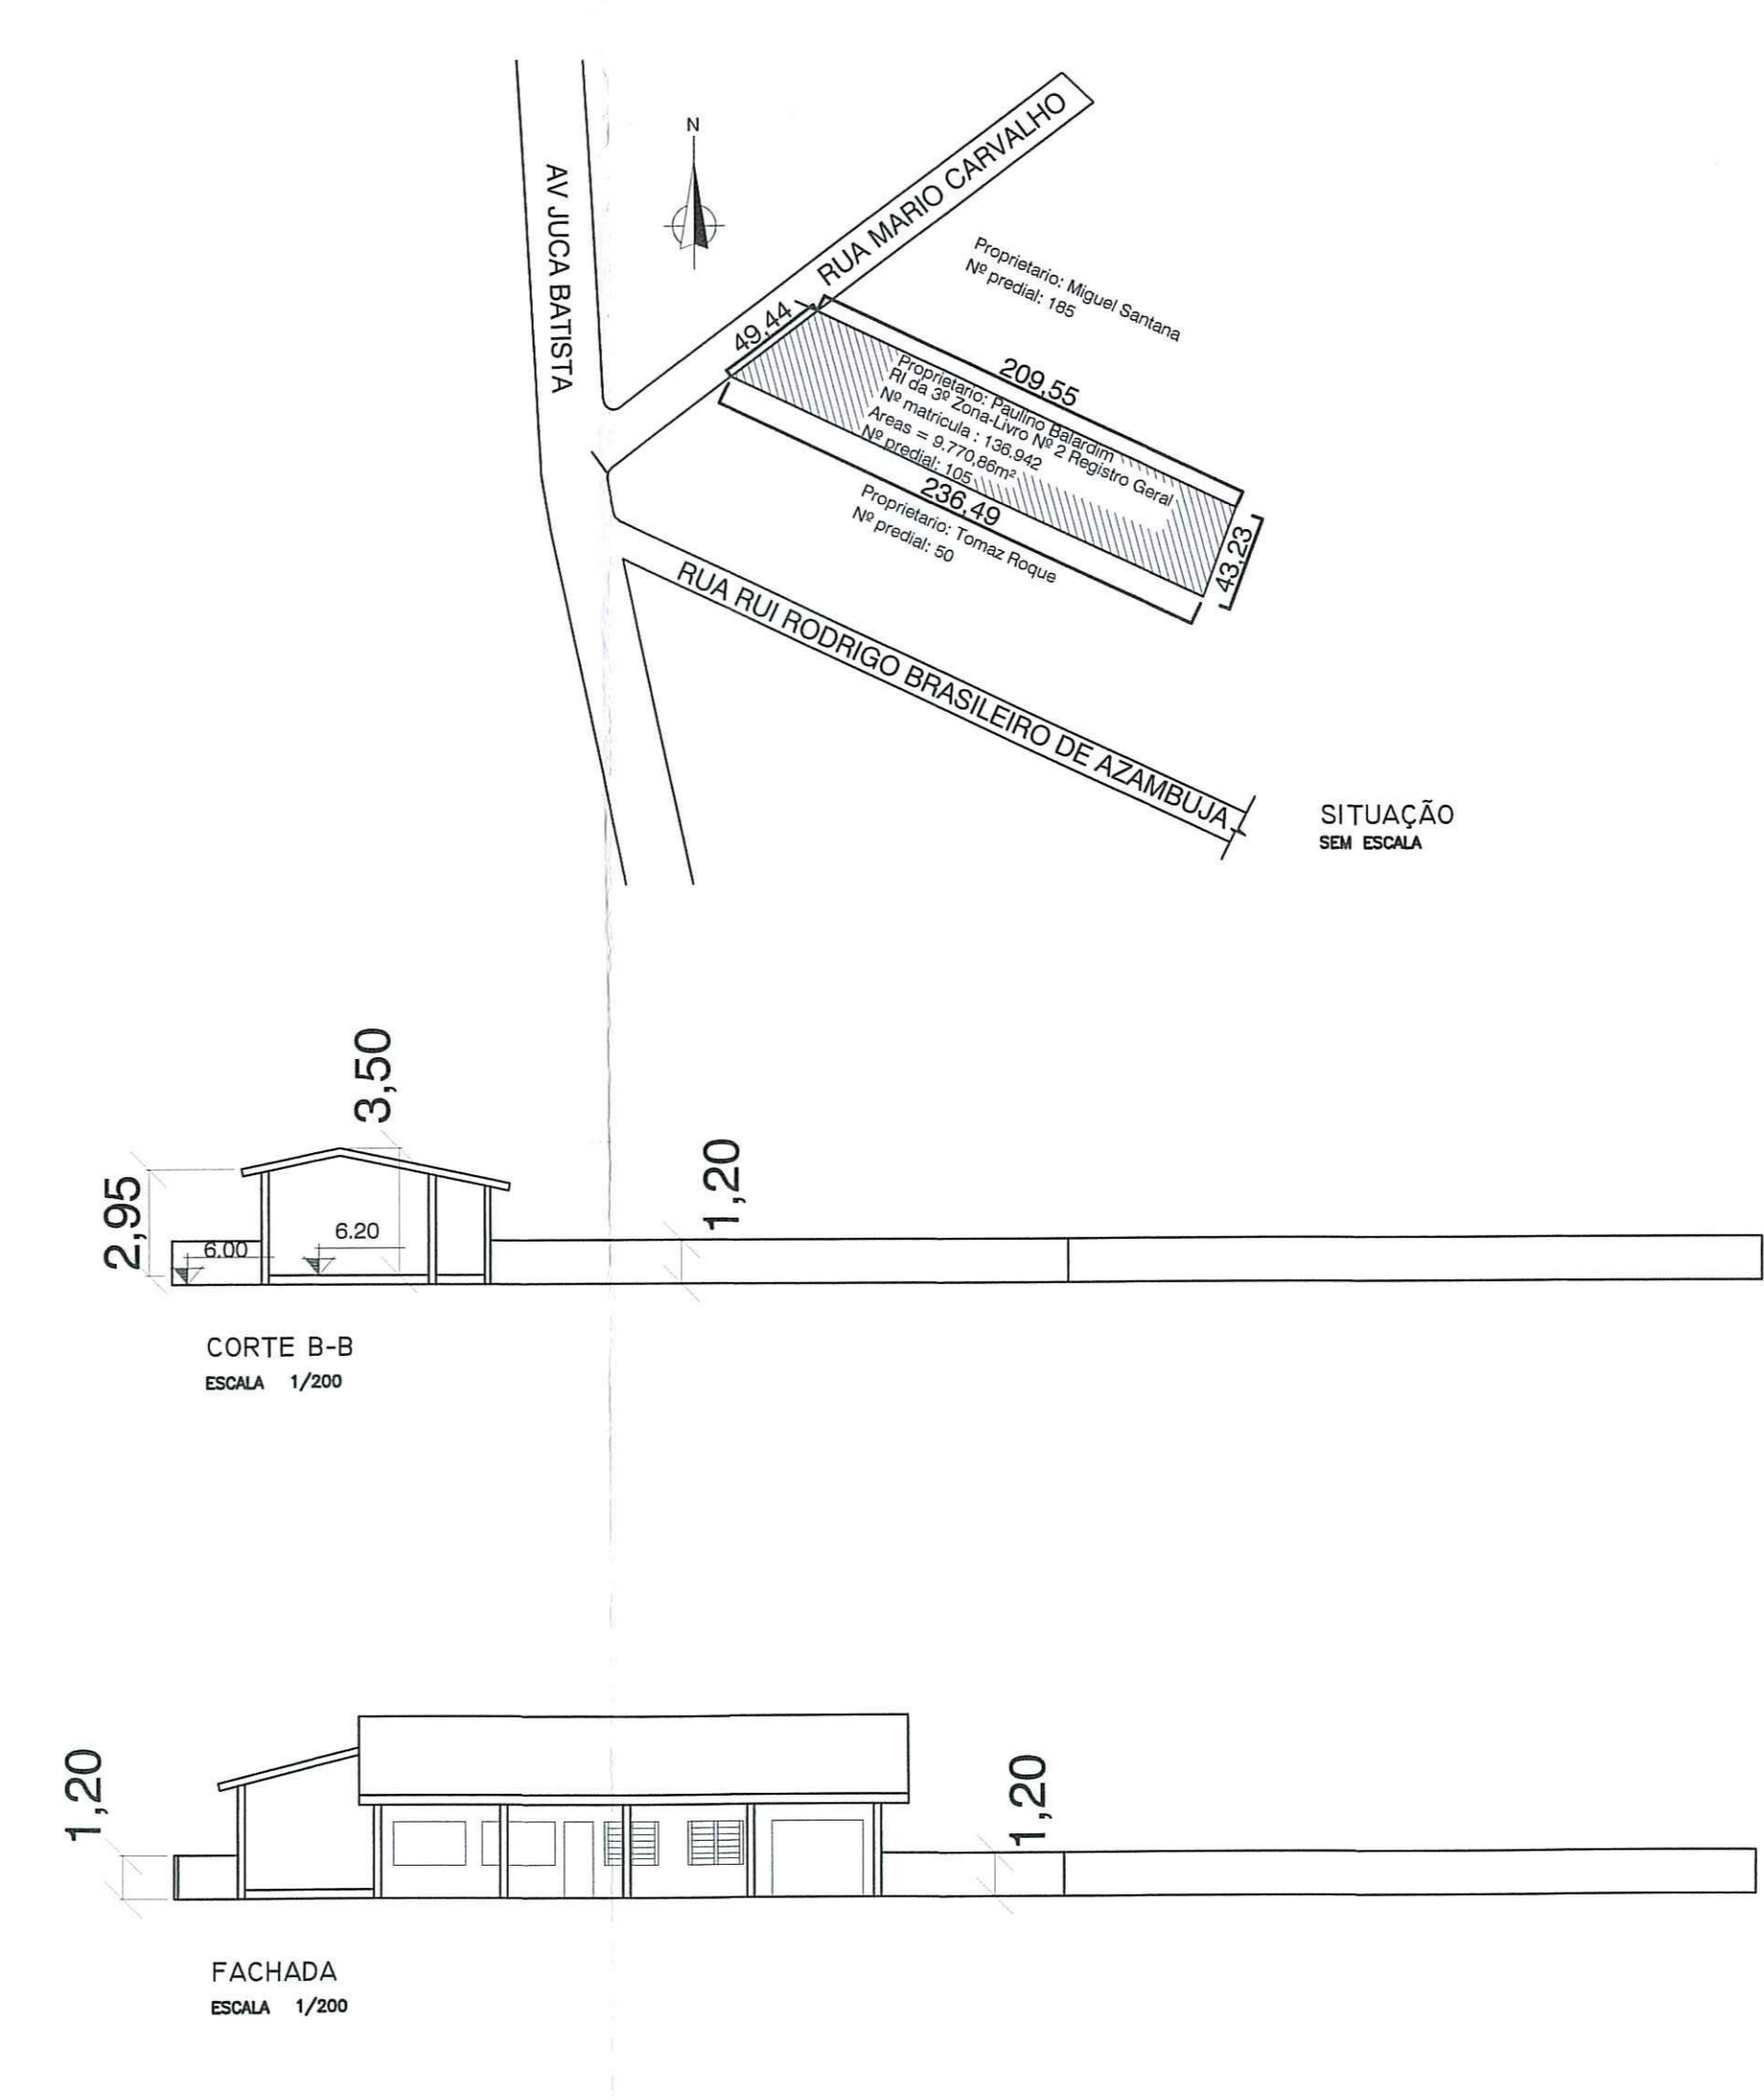 N
AV JUCA BATISTA
RUA MARIO CARVALHO
Proprietario: Miguel Santana
Nº predial: 185
49,44
209,55
Proprietario: Paulino Balardim
RI da 3º Zona-Livro Nº 2 Registro Geral
Nº matricula : 136.942
Areas = 9.770,86m²
Nº predial: 105
236,49
43,23
Proprietario: Tomaz Roque
Nº predial: 50
RUA RUI RODRIGO BRASILEIRO DE AZAMBUJA
SITUAÇÃO
SEM ESCALA
3,50
2,95
1,20
6.00
6.20
CORTE B-B
ESCALA 1/200
1,20
1,20
FACHADA
ESCALA 1/200